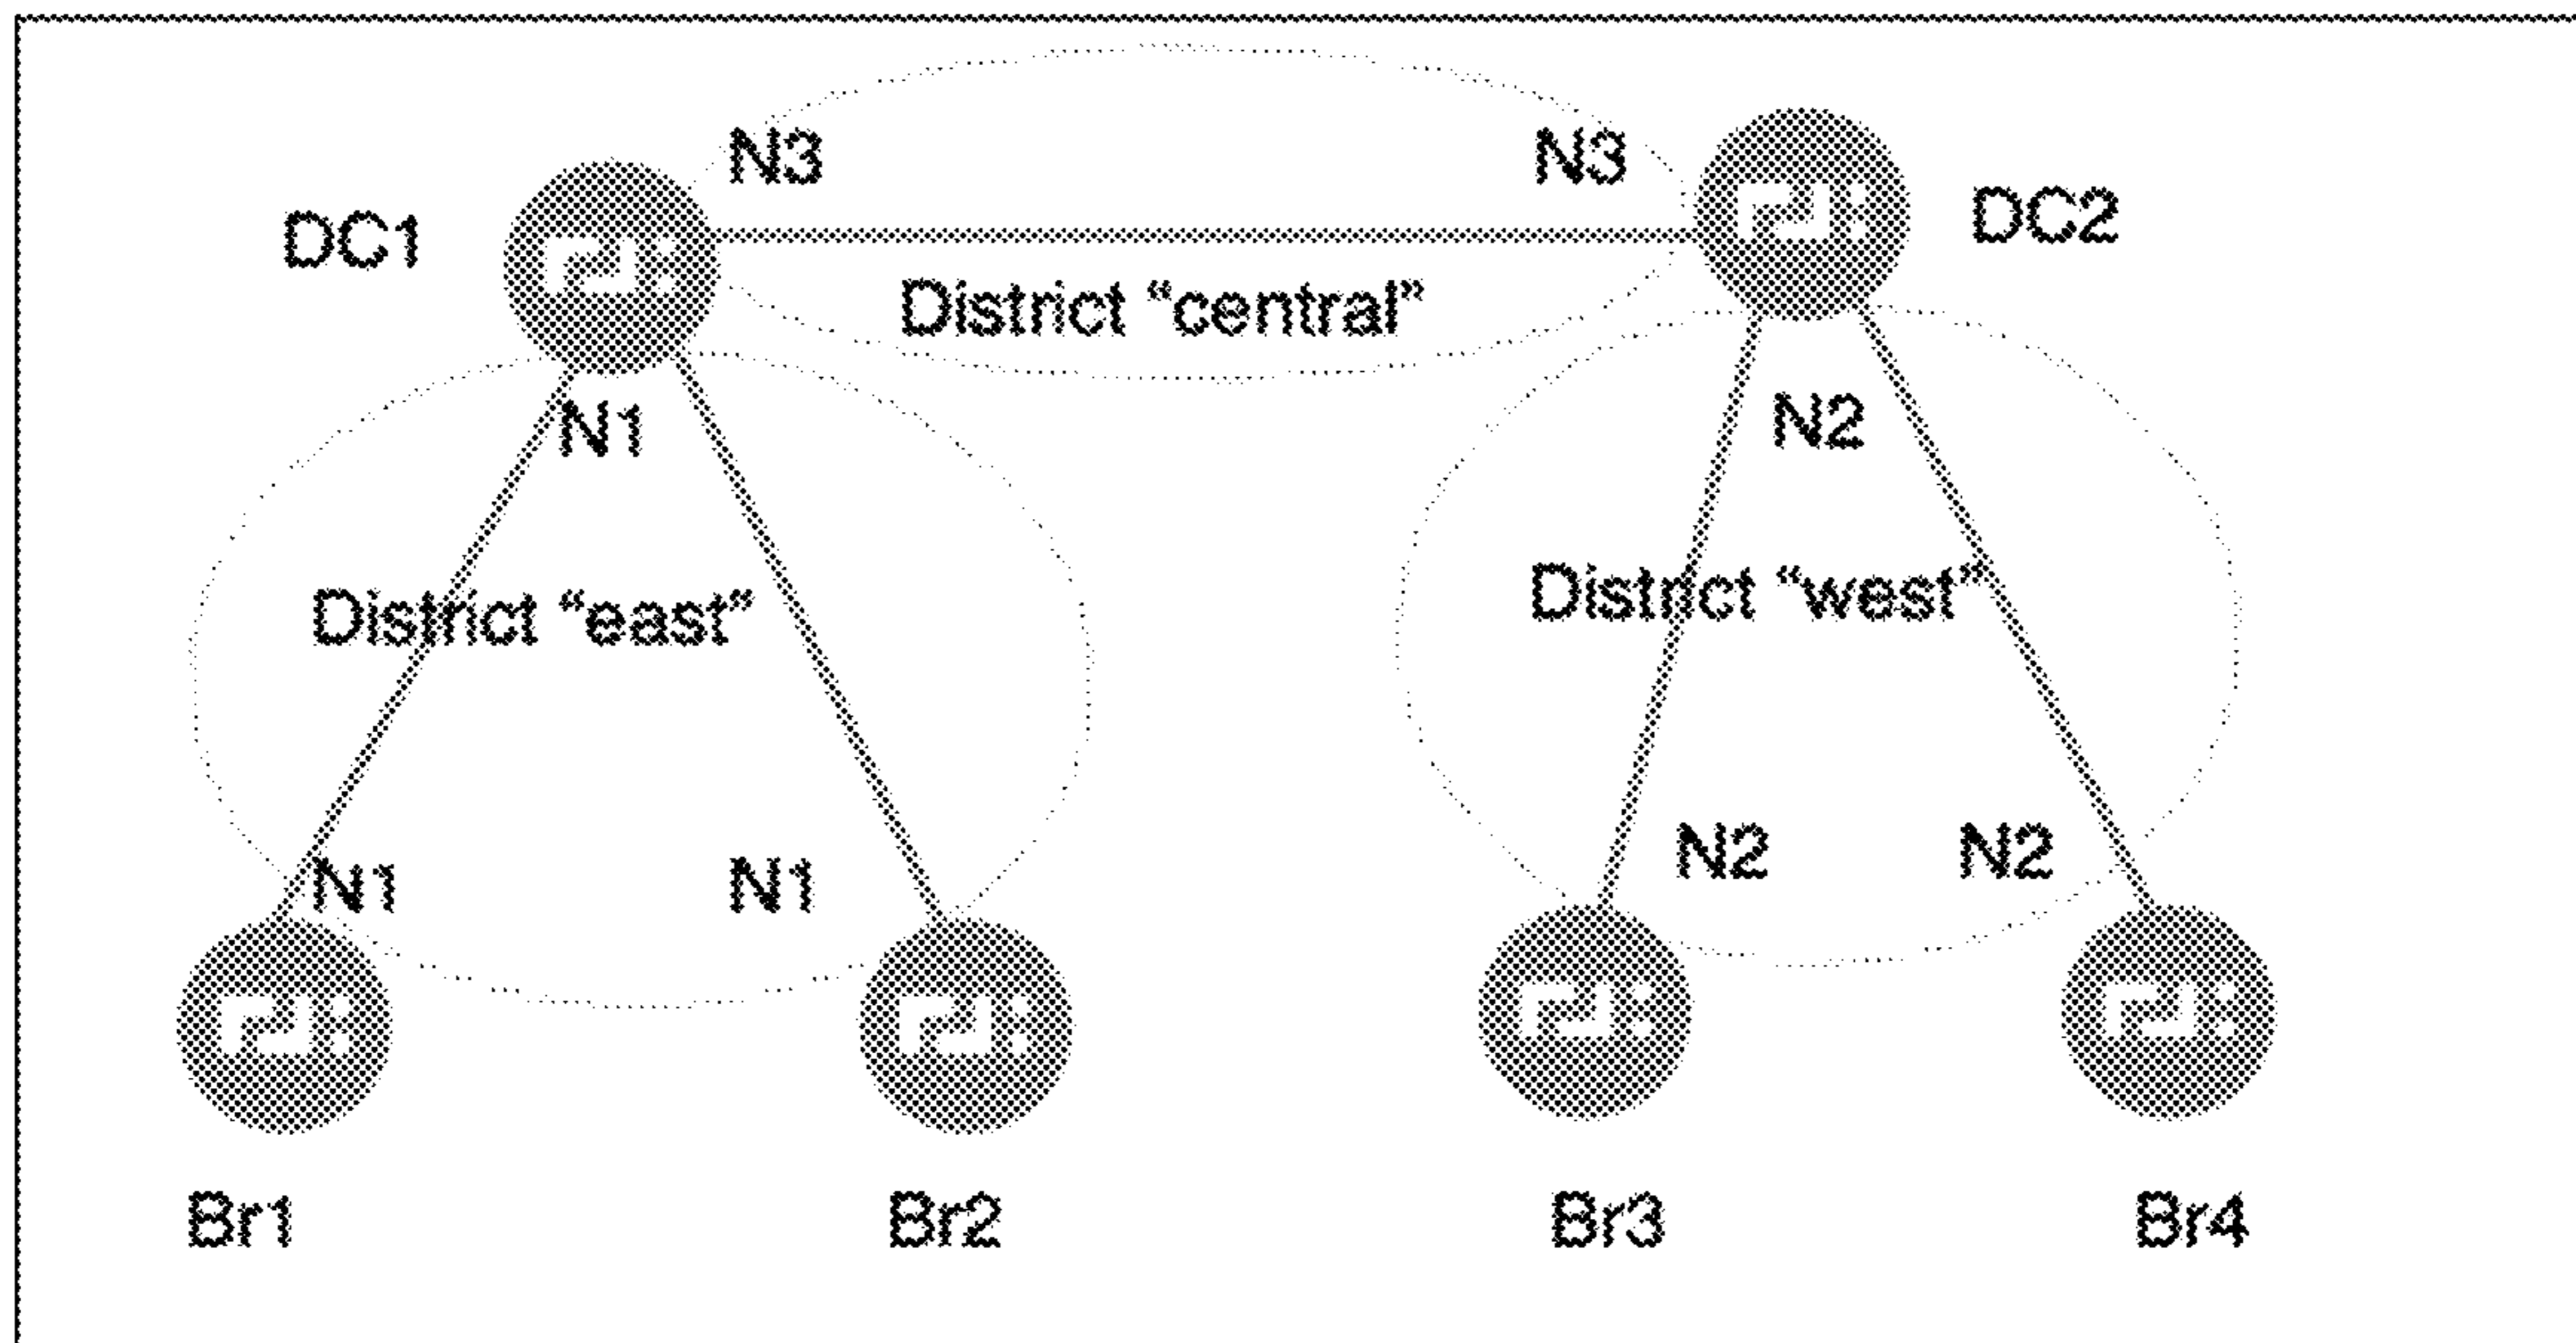 N3
N3
DC1
DC2
District “central”
N1
N2
District “east”
District “west”
N1
N1
N2
N2
Br1
Br2
Br3
Br4